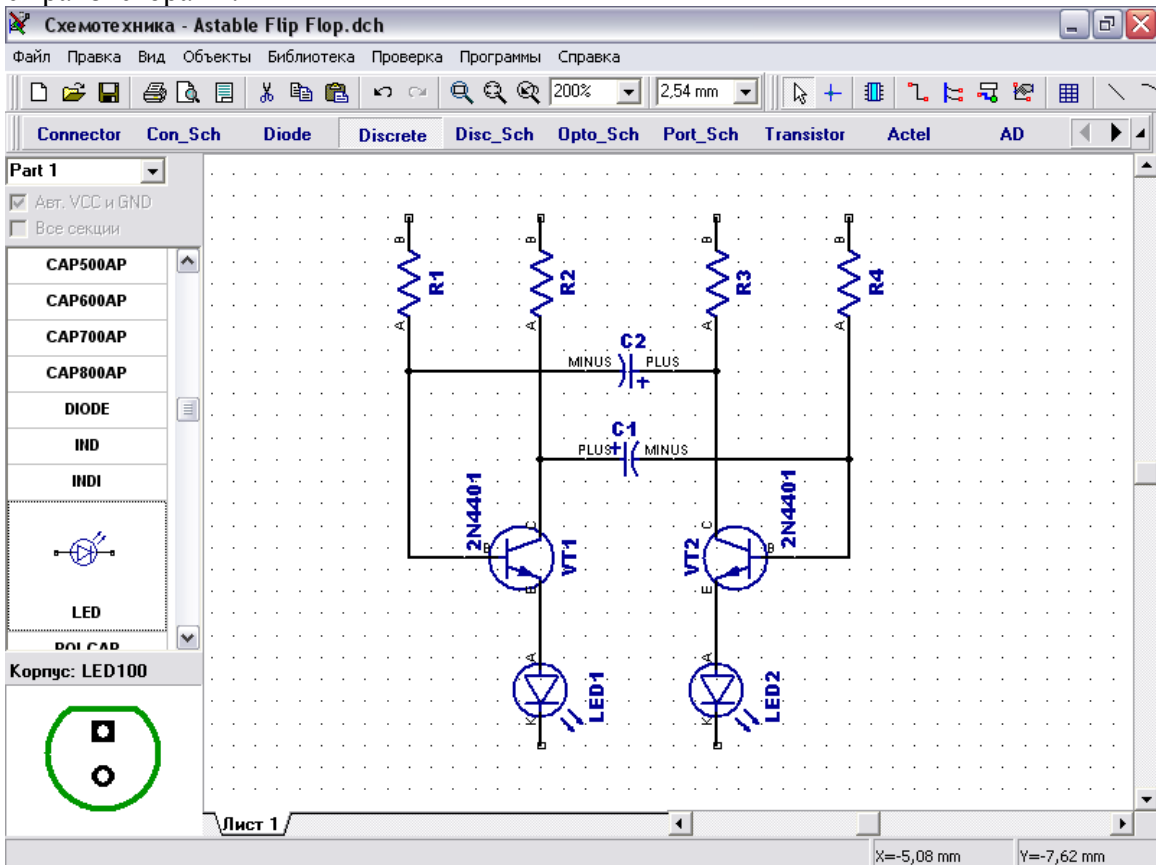 Схемотехника - Astable Flip Flop.dch
Файл Правка Вид Объекты Библиотека Проверка Программы Справка
200% 2,54 mm
Connector Con_Sch Diode Discrete Disc_Sch Opto_Sch Port_Sch Transistor Actel AD
Part 1
Авт. VCC и GND
Все секции
CAP500AP
CAP600AP
CAP700AP
CAP800AP
DIODE
IND
INDI
LED
POLCAP
Корпус: LED100
B B B B
R1 R2 R3 R4
A A A A
C2
MINUS PLUS
+
C1
PLUS + MINUS
2N4401 2N4401
C C
B B
VT1 VT2
E E
A A
LED1 LED2
K K
Лист 1
X=-5,08 mm Y=-7,62 mm